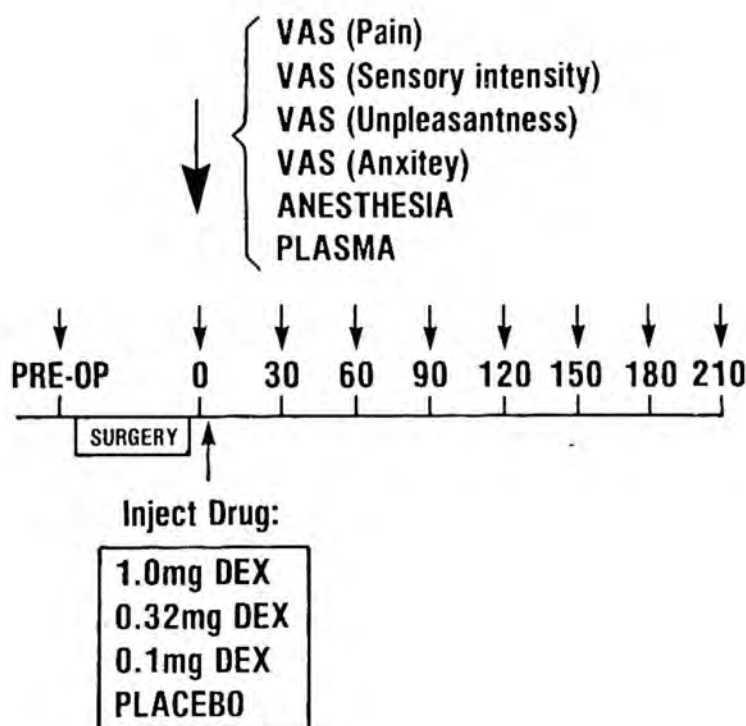 VAS (Pain)
VAS (Sensory intensity)
VAS (Unpleasantness)
VAS (Anxitey)
ANESTHESIA
PLASMA
PRE-OP 0 30 60 90 120 150 180 210
SURGERY
Inject Drug:
1.0mg DEX
0.32mg DEX
0.1mg DEX
PLACEBO